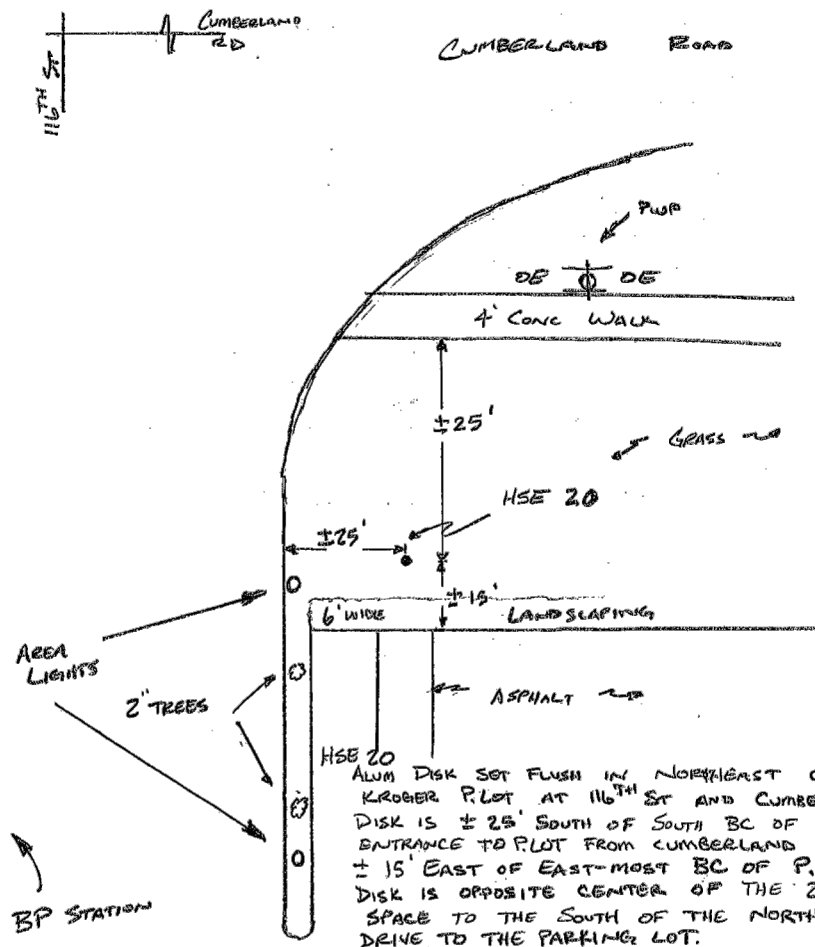 CUMBERLAND
RD
116TH ST
CUMBERLAND ROAD
PWP
OE OE
4' CONC WALK
±25'
GRASS
HSE 20
±25'
±15'
6' WIDE LANDSCAPING
AREA
LIGHTS
2" TREES
ASPHALT
HSE 20
ALUM DISK SET FLUSH IN NORTHEAST
KROGER P.LOT AT 116TH ST AND CUMBE
DISK IS ± 25' SOUTH OF SOUTH BC OF
ENTRANCE TO P.LOT FROM CUMBERLAND
± 15' EAST OF EAST-MOST BC OF P.
DISK IS OPPOSITE CENTER OF THE 2
SPACE TO THE SOUTH OF THE NORTH
DRIVE TO THE PARKING LOT.
BP STATION